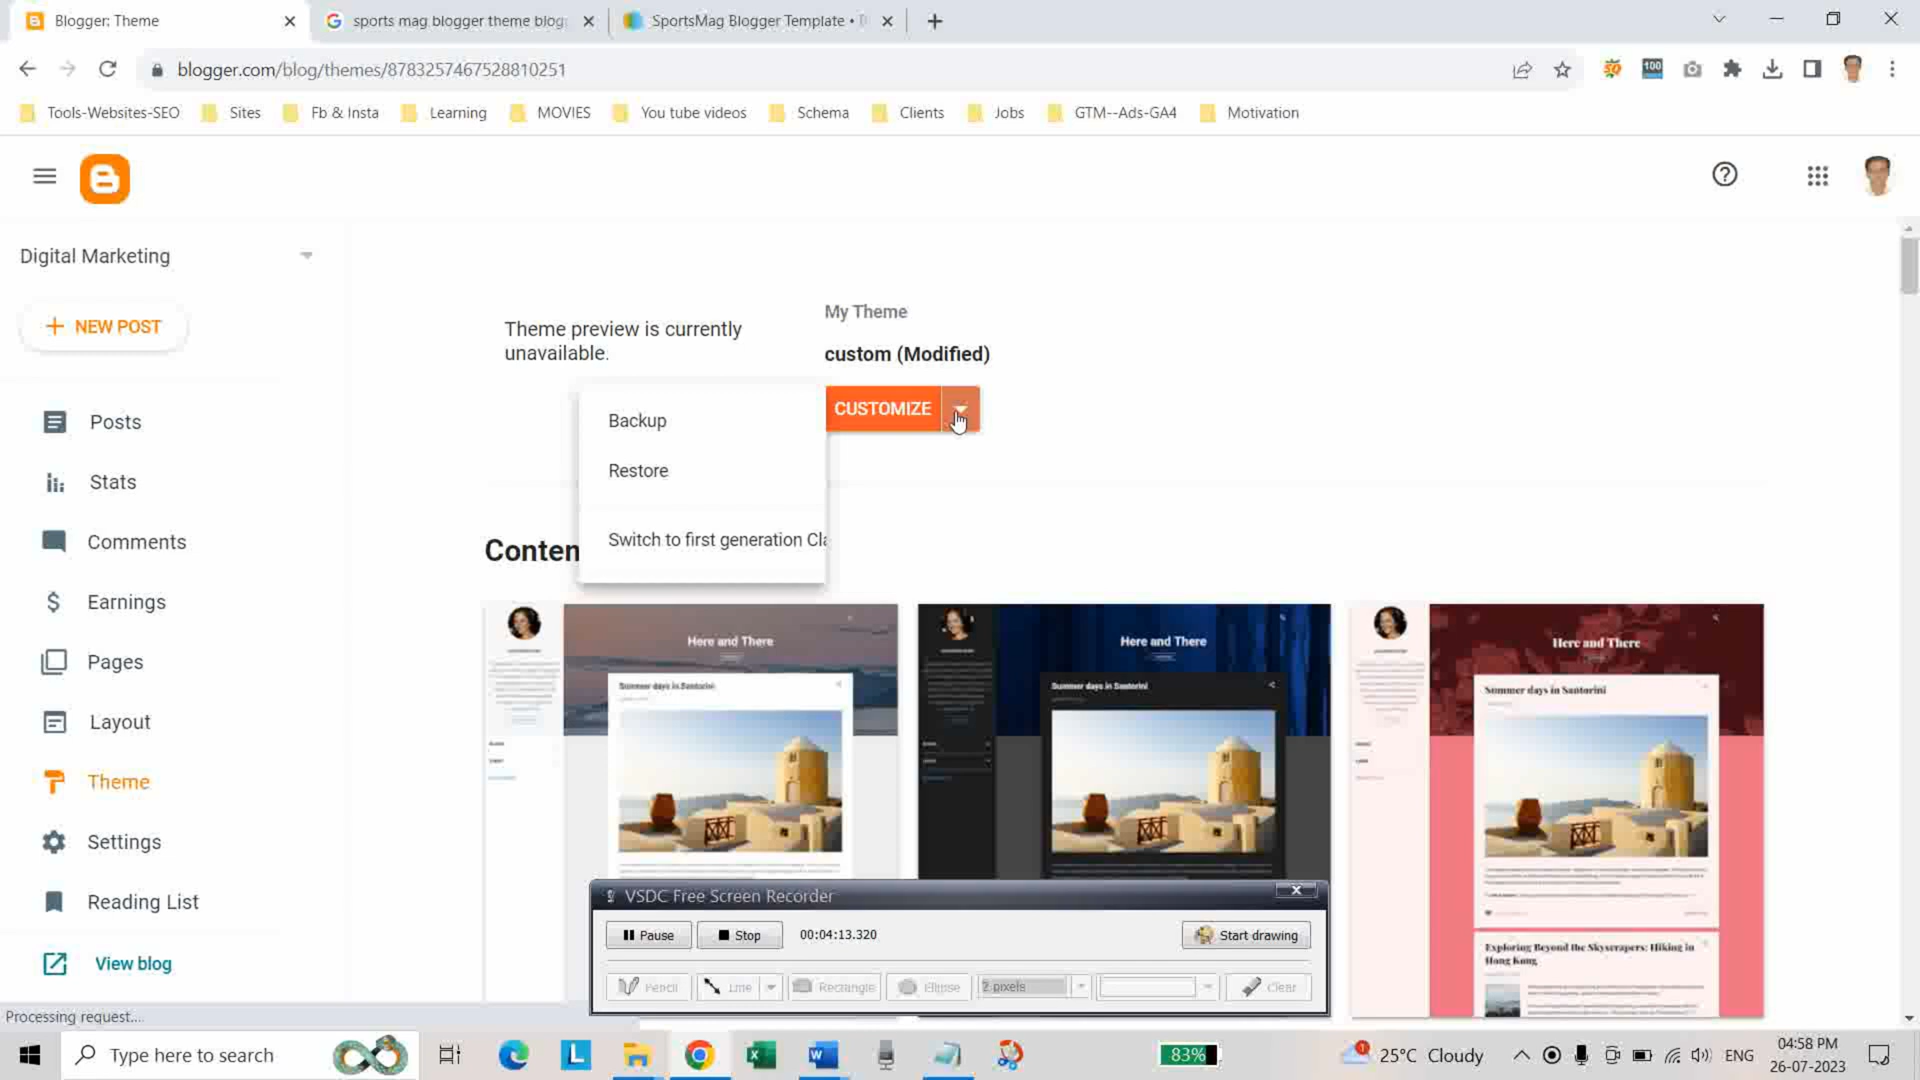 Blogger: Theme
sports mag blogger theme blog
SportsMag Blogger Template •
blogger.com/blog/themes/8783257467528810251
100
Tools-Websites-SEO
Sites
Fb & Insta
Learning
MOVIES
You tube videos
Schema
Clients
Jobs
GTM--Ads-GA4
Motivation
Digital Marketing
NEW POST
Posts
Stats
Comments
Earnings
Pages
Layout
Theme
Settings
Reading List
View blog
Processing request....
Theme preview is currently
unavailable.
My Theme
custom (Modified)
CUSTOMIZE
Backup
Restore
Switch to first generation Cla
Conten
Here and There
Summer days in Santorini
Here and There
Summer days in Santorini
Here and There
Summer days in Santorini
Exploring Beyond the Skyscrapers: Hiking in
Hong Kong
VSDC Free Screen Recorder
Pause
Stop
00:04:13.320
Start drawing
Pencil
Line
Rectangle
Ellipse
2 pixels
Clear
Type here to search
83%
1
25°C Cloudy
ENG
04:58 PM
26-07-2023